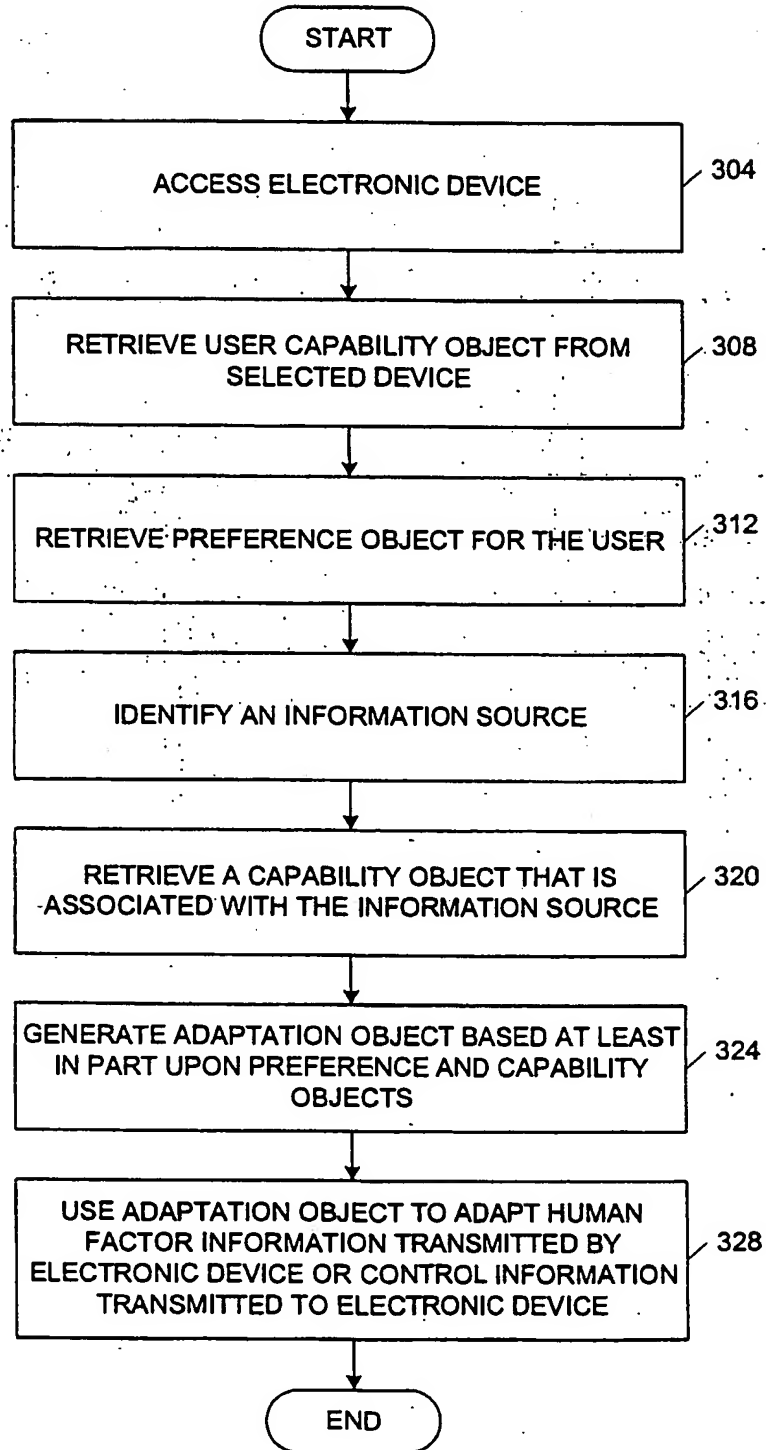 START
ACCESS ELECTRONIC DEVICE
304
RETRIEVE USER CAPABILITY OBJECT FROM
SELECTED DEVICE
308
RETRIEVE PREFERENCE OBJECT FOR THE USER
312
IDENTIFY AN INFORMATION SOURCE
316
RETRIEVE A CAPABILITY OBJECT THAT IS
ASSOCIATED WITH THE INFORMATION SOURCE
320
GENERATE ADAPTATION OBJECT BASED AT LEAST
IN PART UPON PREFERENCE AND CAPABILITY
OBJECTS
324
USE ADAPTATION OBJECT TO ADAPT HUMAN
FACTOR INFORMATION TRANSMITTED BY
ELECTRONIC DEVICE OR CONTROL INFORMATION
TRANSMITTED TO ELECTRONIC DEVICE
328
END